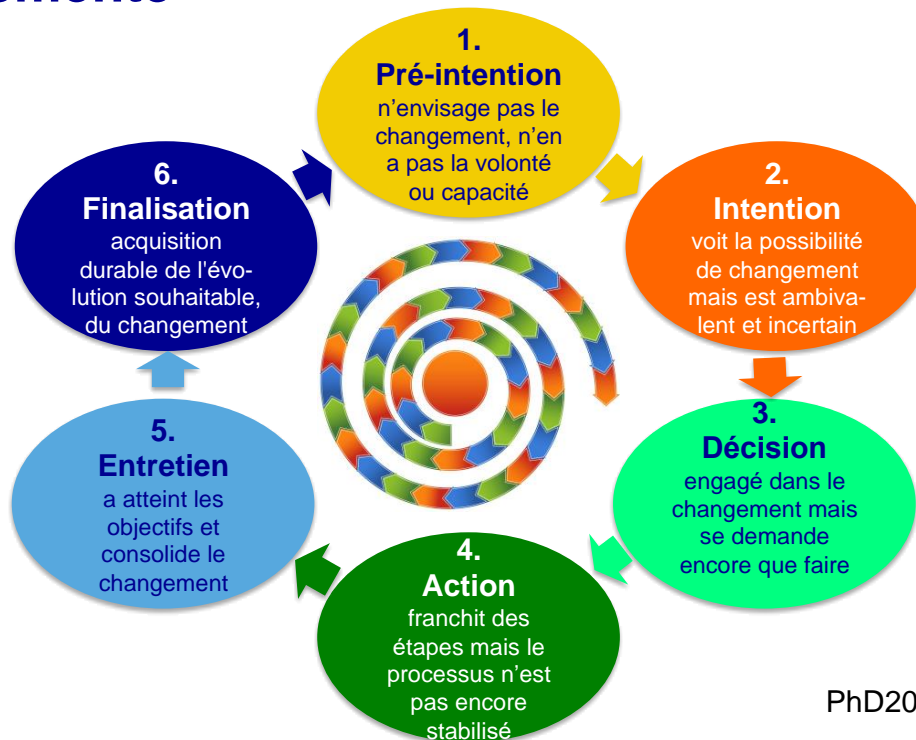 1.
Pré-intention
n'envisage pas le
changement, n'en
a pas la volonté
ou capacité
2.
Intention
voit la possibilité
de changement
mais est ambiva-
lent et incertain
3.
Décision
engagé dans le
changement mais
se demande
encore que faire
4.
Action
franchit des
étapes mais le
processus n'est
pas encore
stabilisé
5.
Entretien
a atteint les
objectifs et
consolide le
changement
6.
Finalisation
acquisition
durable de l'évo-
lution souhaitable,
du changement
PhD20